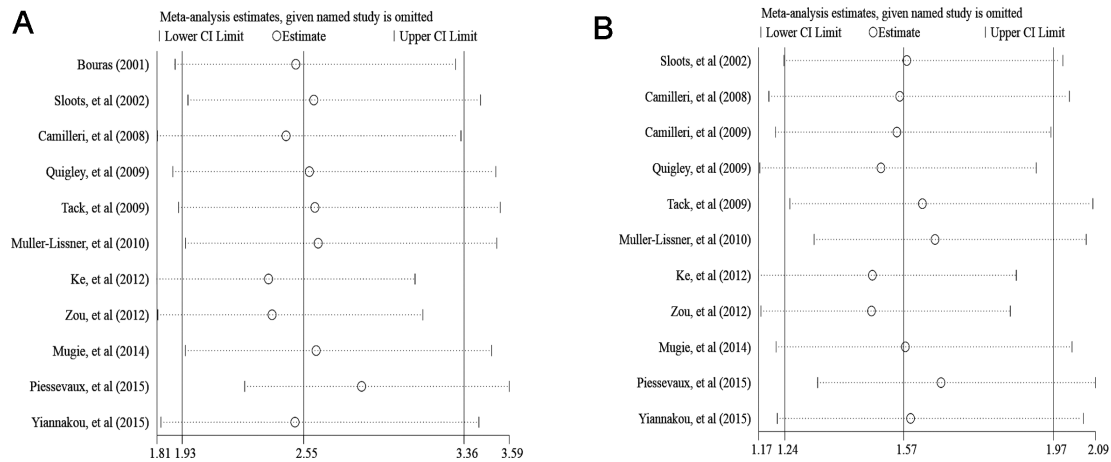 A
Meta-analysis estimates, given named study is omitted
| Lower CI Limit ○Estimate | Upper CI Limit
Bouras (2001)
Sloots, et al (2002)
Camilleri, et al (2008)
Quigley, et al (2009)
Tack, et al (2009)
Muller-Lissner, et al (2010)
Ke, et al (2012)
Zou, et al (2012)
Mugie, et al (2014)
Piessevaux, et al (2015)
Yiannakou, et al (2015)
1.81 1.93 2.55 3.36 3.59
B
Meta-analysis estimates, given named study is omitted
| Lower CI Limit ○Estimate | Upper CI Limit
Sloots, et al (2002)
Camilleri, et al (2008)
Camilleri, et al (2009)
Quigley, et al (2009)
Tack, et al (2009)
Muller-Lissner, et al (2010)
Ke, et al (2012)
Zou, et al (2012)
Mugie, et al (2014)
Piessevaux, et al (2015)
Yiannakou, et al (2015)
1.17 1.24 1.57 1.97 2.09